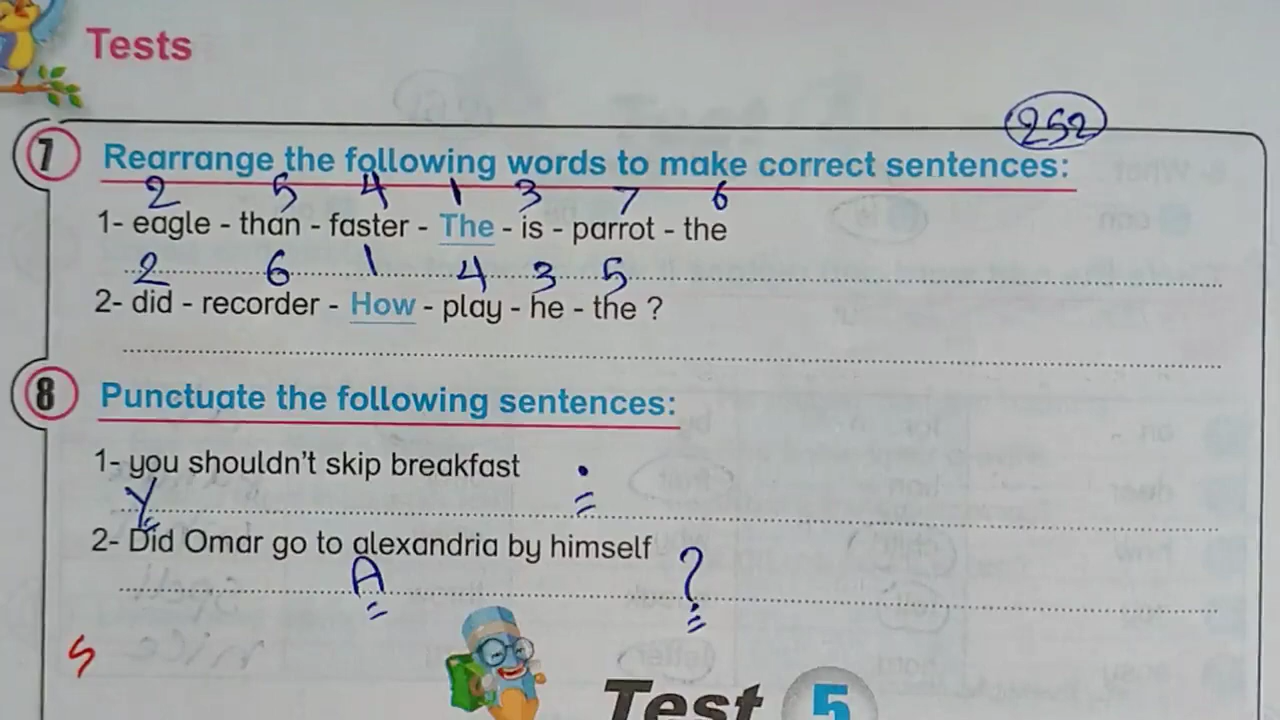 Tests
252
7 Rearrange the following words to make correct sentences:
2 5 4 1 3 7 6
1- eagle - than - faster - The - is - parrot - the
2 6 1 4 3 5
2- did - recorder - How - play - he - the ?
8 Punctuate the following sentences:
1- you shouldn't skip breakfast .
Y
2- Did Omar go to alexandria by himself ?
A
Test 5